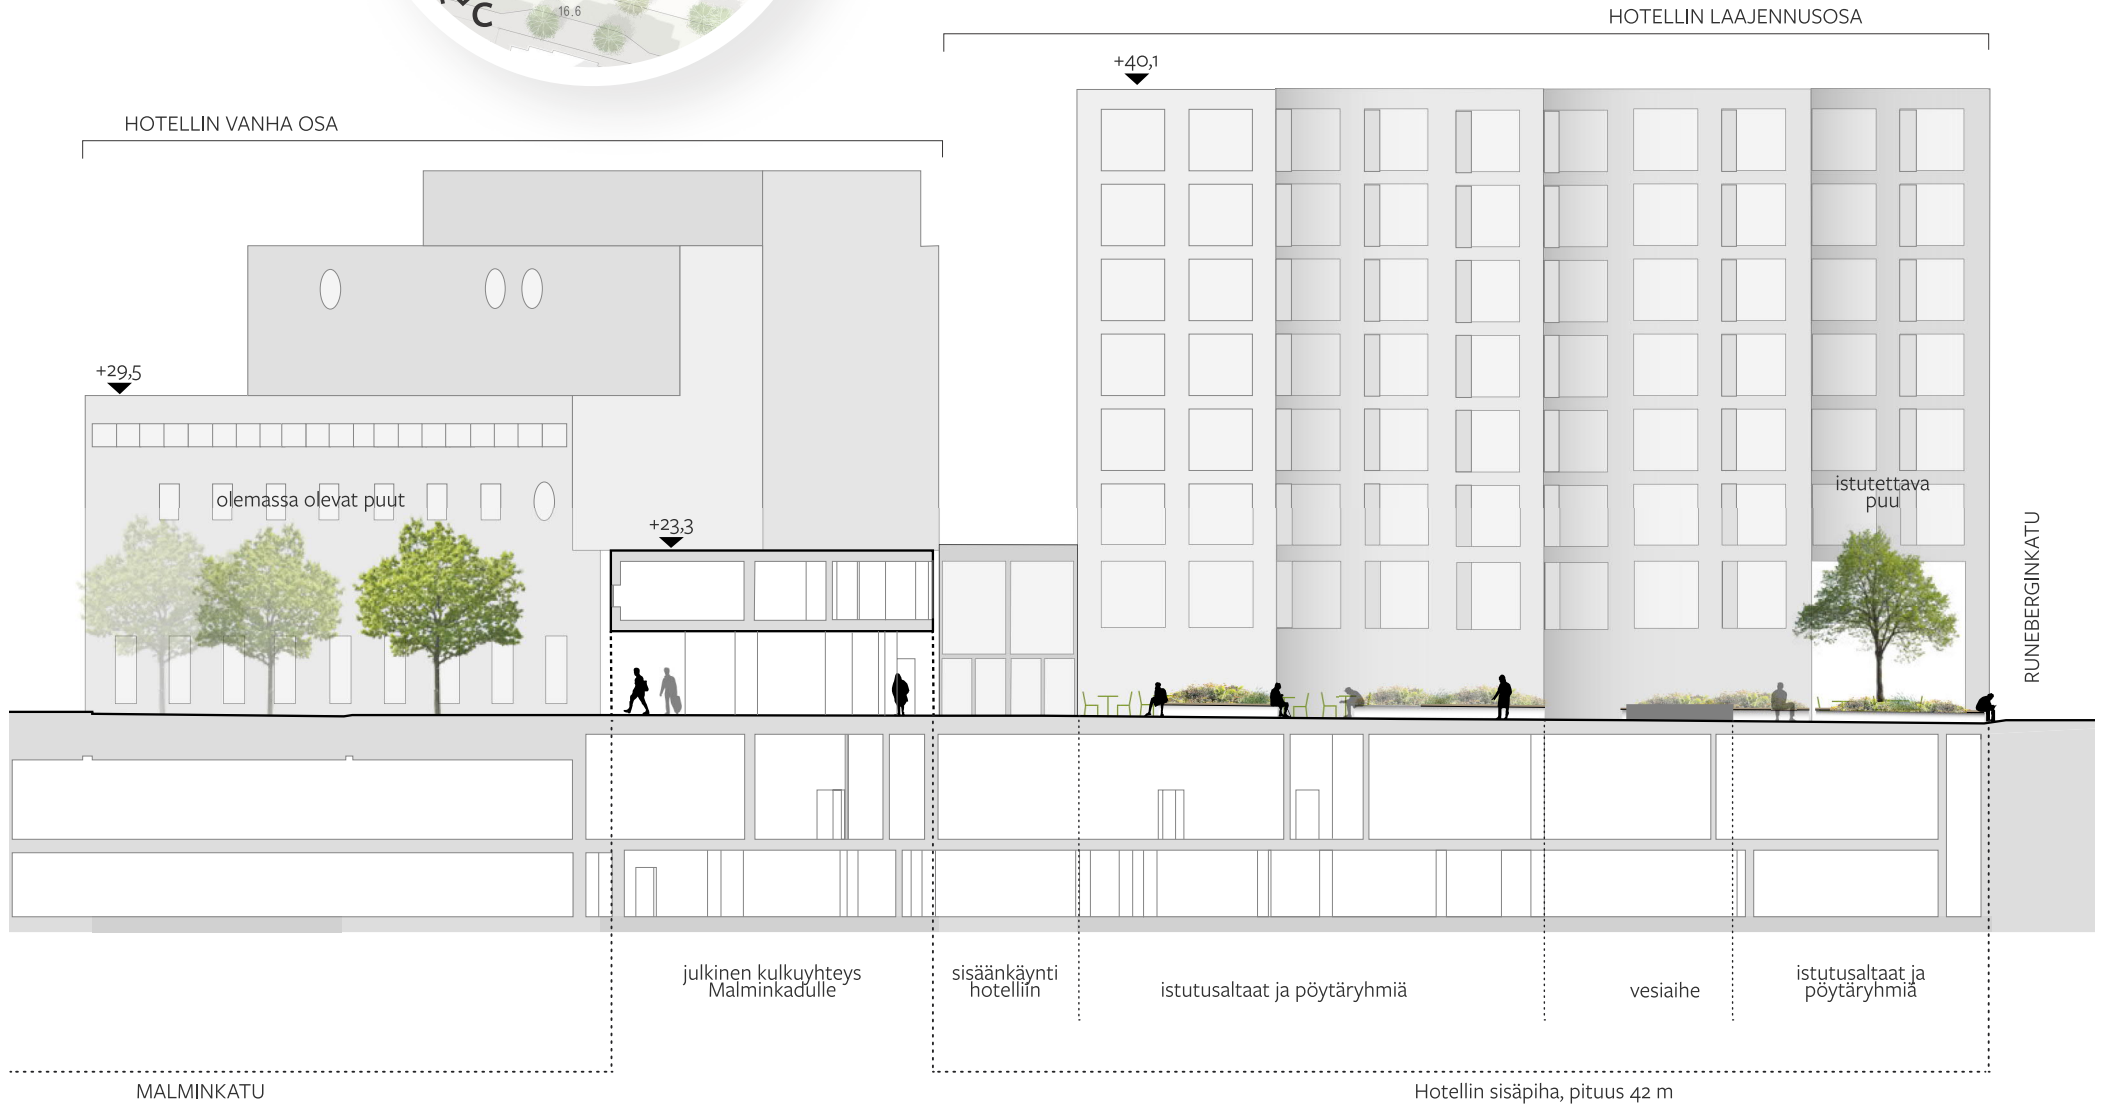 C
16.6
HOTELLIN LAAJENNUSOSA
+40,1
HOTELLIN VANHA OSA
+29,5
olemassa olevat puut
+23,3
istutettava
puu
RUNEBERGINKATU
julkinen kulkuyhteys
Malminkadulle
sisäänkäynti
hotelliin
istutusaltaat ja pöytäryhmiä
vesiaihe
istutusaltaat ja
pöytäryhmiä
MALMINKATU
Hotellin sisäpiha, pituus 42 m